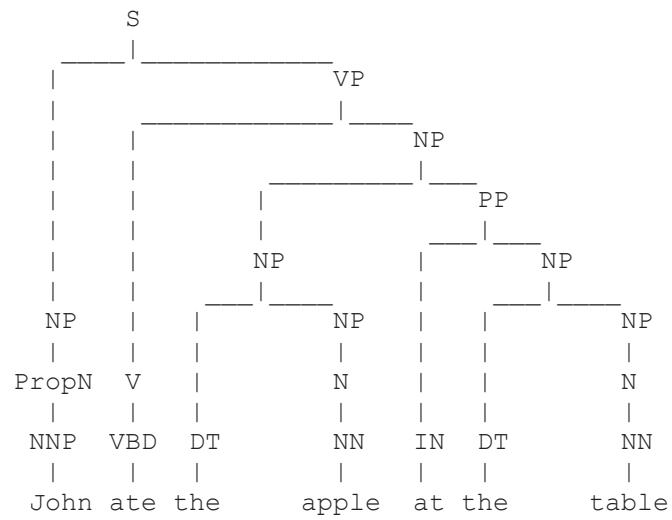 S
VP
NP
PP
NP NP
NP NP NP
PropN V N N
NNP VBD DT NN IN DT NN
John ate the apple at the table